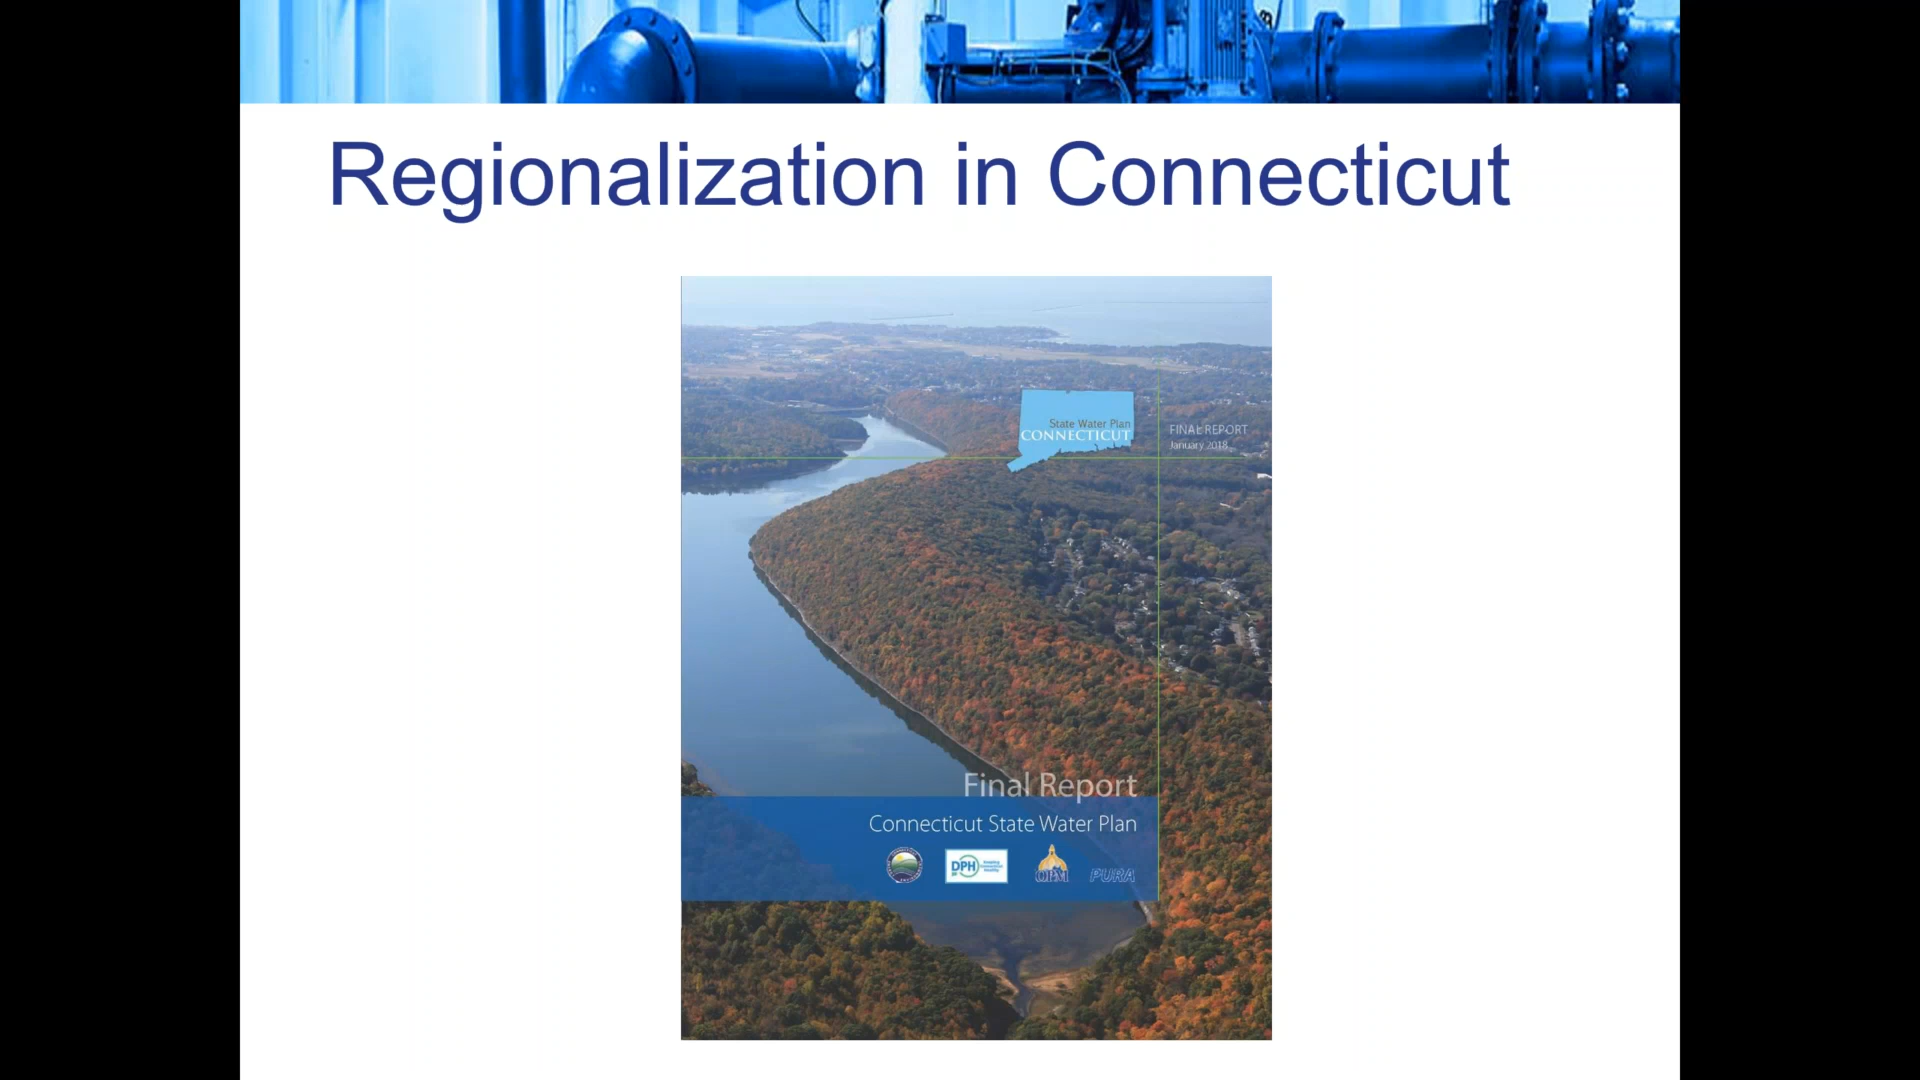 Regionalization in Connecticut
State Water Plan
CONNECTICUT
FINAL REPORT
January 2018
Final Report
Connecticut State Water Plan
DPH
OPM
PURA